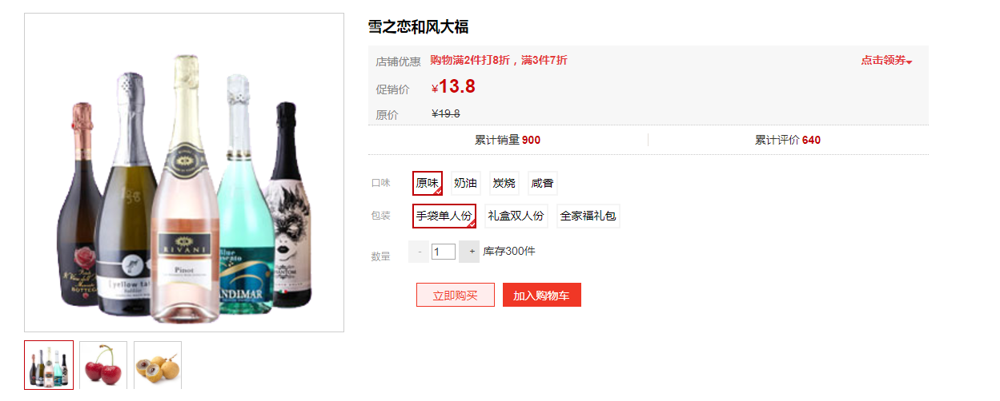 雪之恋和风大福
店铺优惠 购物满2件打8折，满3件7折 点击领券
促销价 ¥13.8
原价 ¥19.8
累计销量 900 累计评价 640
口味 原味 奶油 炭烧 咸香
包装 手袋单人份 礼盒双人份 全家福礼包
数量 - 1 + 库存300件
立即购买 加入购物车
RIVANI
Pinot
[yellow tail
BOTTEGA
ANDIMAR